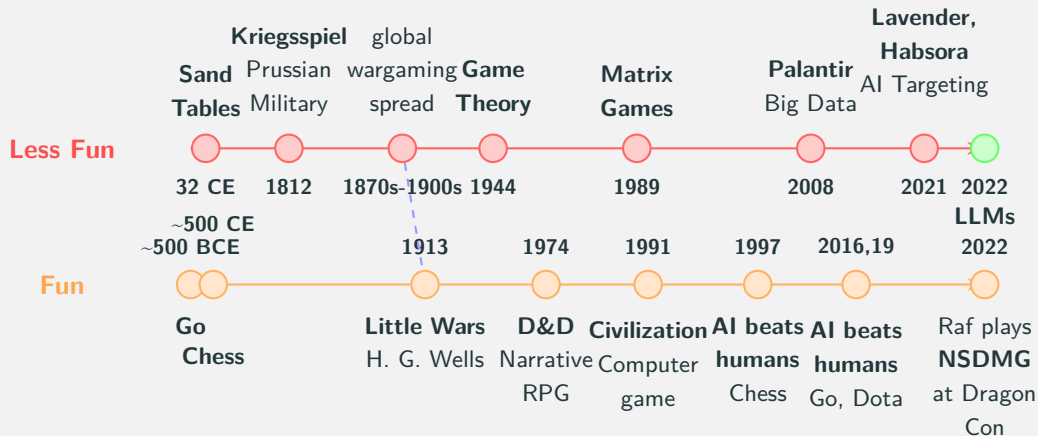 Kriegsspiel
Prussian
Military
global
wargaming
spread
Lavender,
Habsora
AI Targeting
Sand
Tables
Game
Theory
Matrix
Games
Palantir
Big Data
Less Fun
32 CE
1812
1870s-1900s
1944
1989
2008
2021
2022
LLMs
~500 CE
~500 BCE
1913
1974
1991
1997
2016,19
2022
Fun
Go
Chess
Little Wars
H. G. Wells
D&D
Narrative
RPG
Civilization
Computer
game
AI beats
humans
Chess
AI beats
humans
Go, Dota
Raf plays
NSDMG
at Dragon
Con